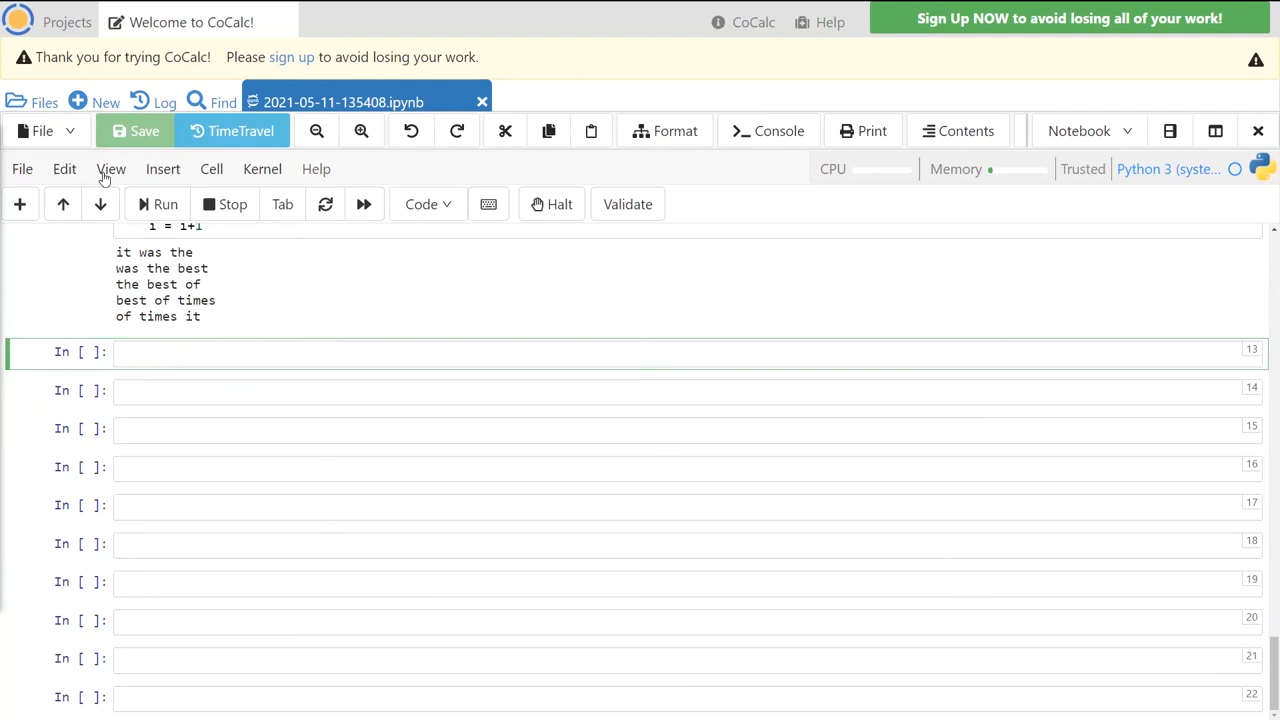 Projects Welcome to CoCalc! CoCalc Help Sign Up NOW to avoid losing all of your work!
Thank you for trying CoCalc! Please sign up to avoid losing your work.
Files New Log Find 2021-05-11-135408.ipynb
File Save TimeTravel Format Console Print Contents Notebook
File Edit View Insert Cell Kernel Help CPU Memory Trusted Python 3 (syste...
Run Stop Tab Code Halt Validate
i = i+1
it was the
was the best
the best of
best of times
of times it
In [ ]: 13
In [ ]: 14
In [ ]: 15
In [ ]: 16
In [ ]: 17
In [ ]: 18
In [ ]: 19
In [ ]: 20
In [ ]: 21
In [ ]: 22